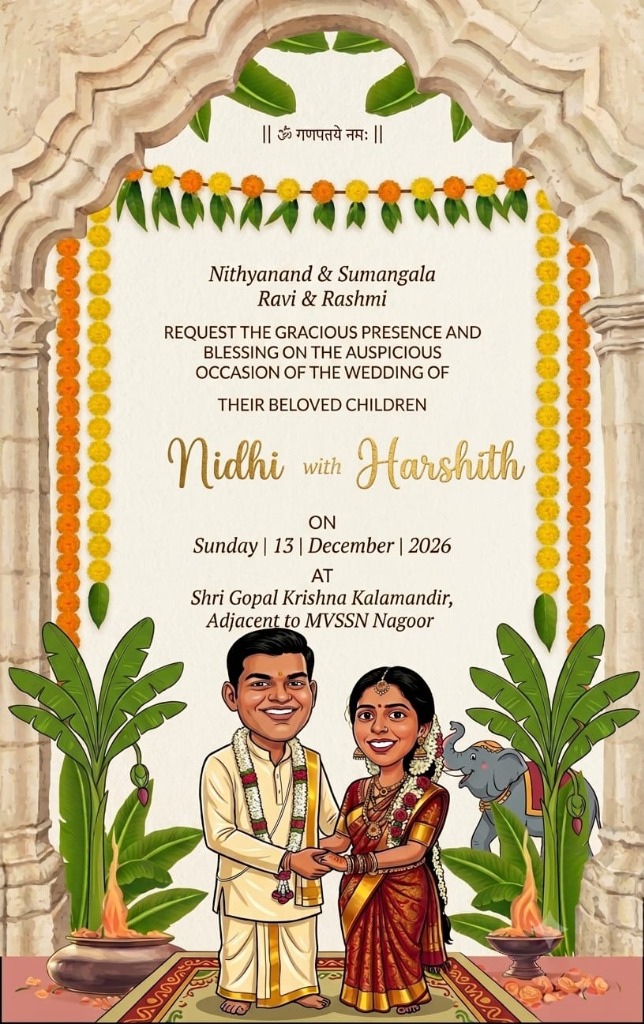 || ॐ गणपतये नमः ||
Nithyanand & Sumangala
Ravi & Rashmi
REQUEST THE GRACIOUS PRESENCE AND
BLESSING ON THE AUSPICIOUS
OCCASION OF THE WEDDING OF
THEIR BELOVED CHILDREN
Nidhi with Harshith
ON
Sunday | 13 | December | 2026
AT
Shri Gopal Krishna Kalamandir,
Adjacent to MVSSN Nagoor